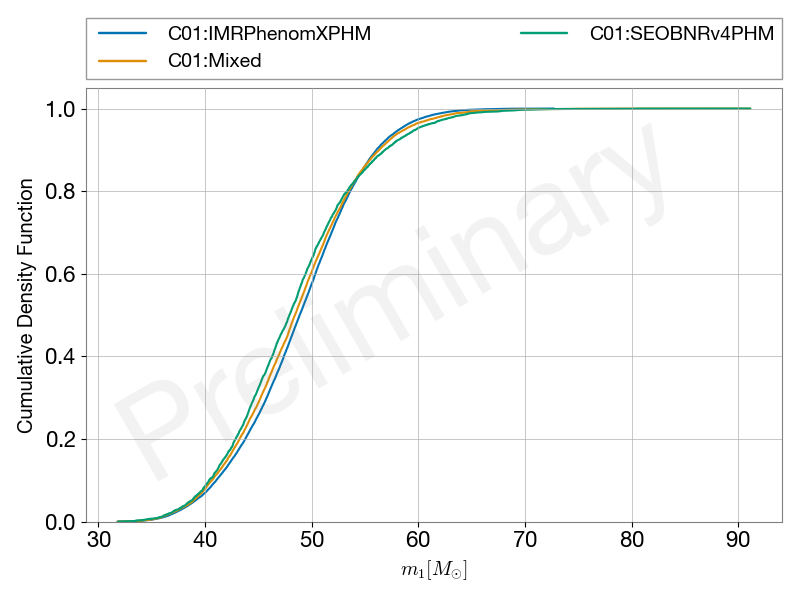 C01:IMRPhenomXPHM
C01:Mixed
C01:SEOBNRv4PHM
Preliminary
Cumulative Density Function
1.0
0.8
0.6
0.4
0.2
0.0
30 40 50 60 70 80 90
m₁[M☉]